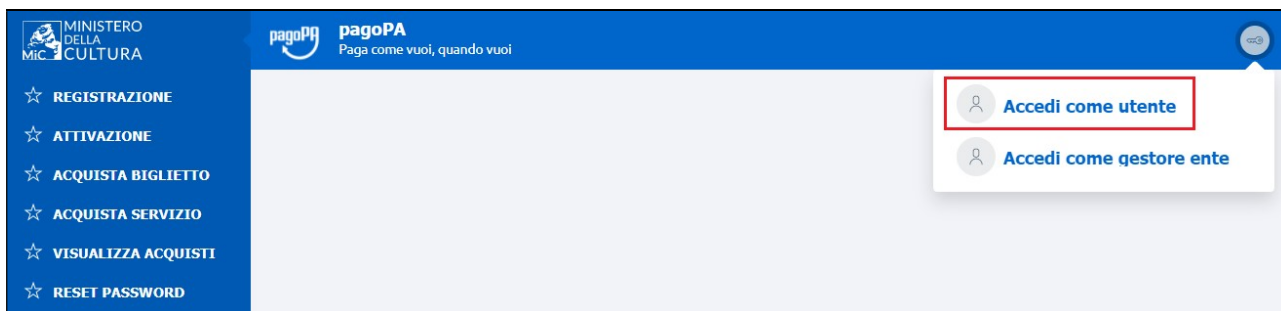 MINISTERO
DELLA
CULTURA
MiC
pagoPA
pagoPA
Paga come vuoi, quando vuoi
REGISTRAZIONE
ATTIVAZIONE
ACQUISTA BIGLIETTO
ACQUISTA SERVIZIO
VISUALIZZA ACQUISTI
RESET PASSWORD
Accedi come utente
Accedi come gestore ente